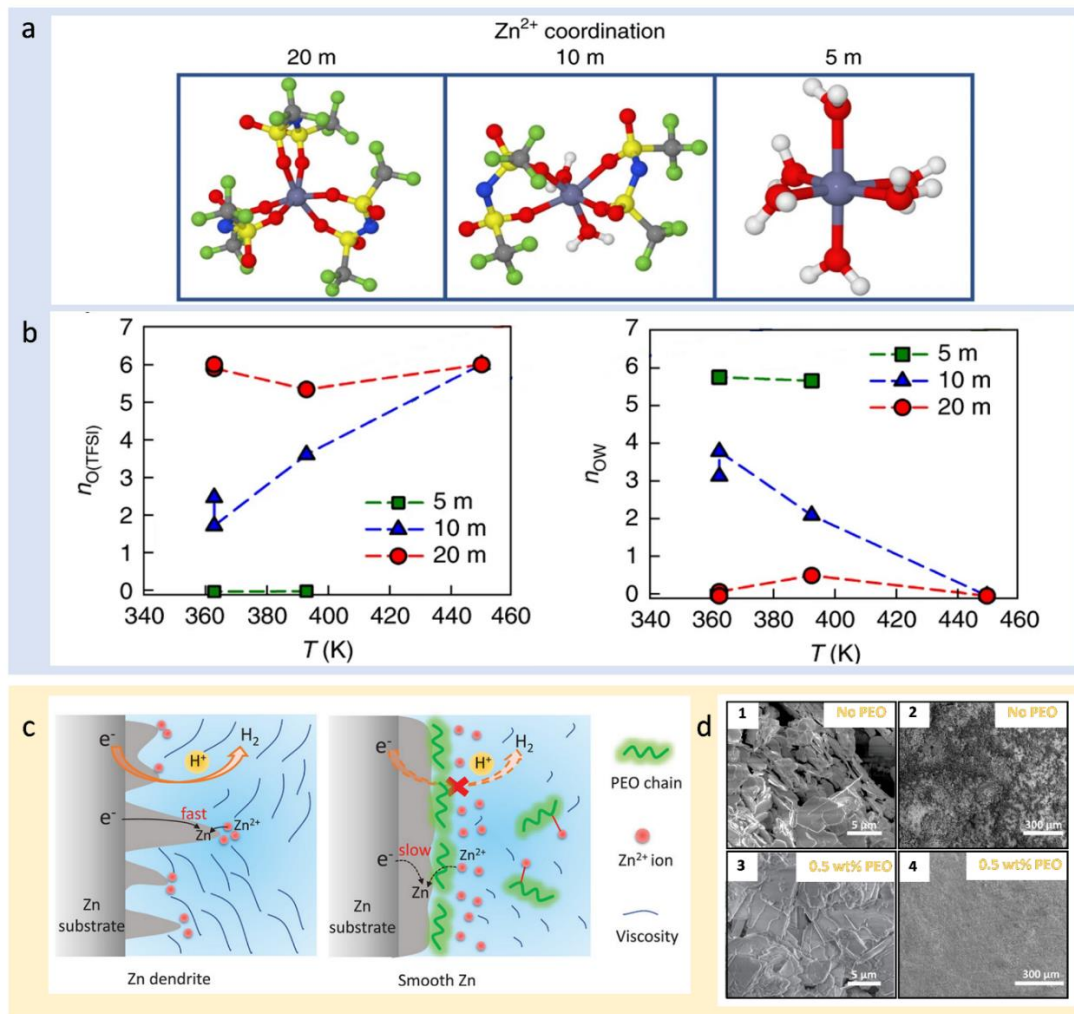 a
Zn2+ coordination
20 m
10 m
5 m
b
7
6
5
4
3
2
1
0
nO(TFSI)
5 m
10 m
20 m
340 360 380 400 420 440 460
T (K)
7
6
5
4
3
2
1
0
nOW
5 m
10 m
20 m
340 360 380 400 420 440 460
T (K)
c
e-
H+
H2
e-
fast
Zn
Zn2+
Zn
substrate
Zn dendrite
e-
H+
H2
slow
Zn2+
e-
Zn
Zn
substrate
Smooth Zn
PEO chain
Zn2+ ion
Viscosity
d
1
No PEO
5 µm
2
No PEO
300 µm
3
0.5 wt% PEO
5 µm
4
0.5 wt% PEO
300 µm